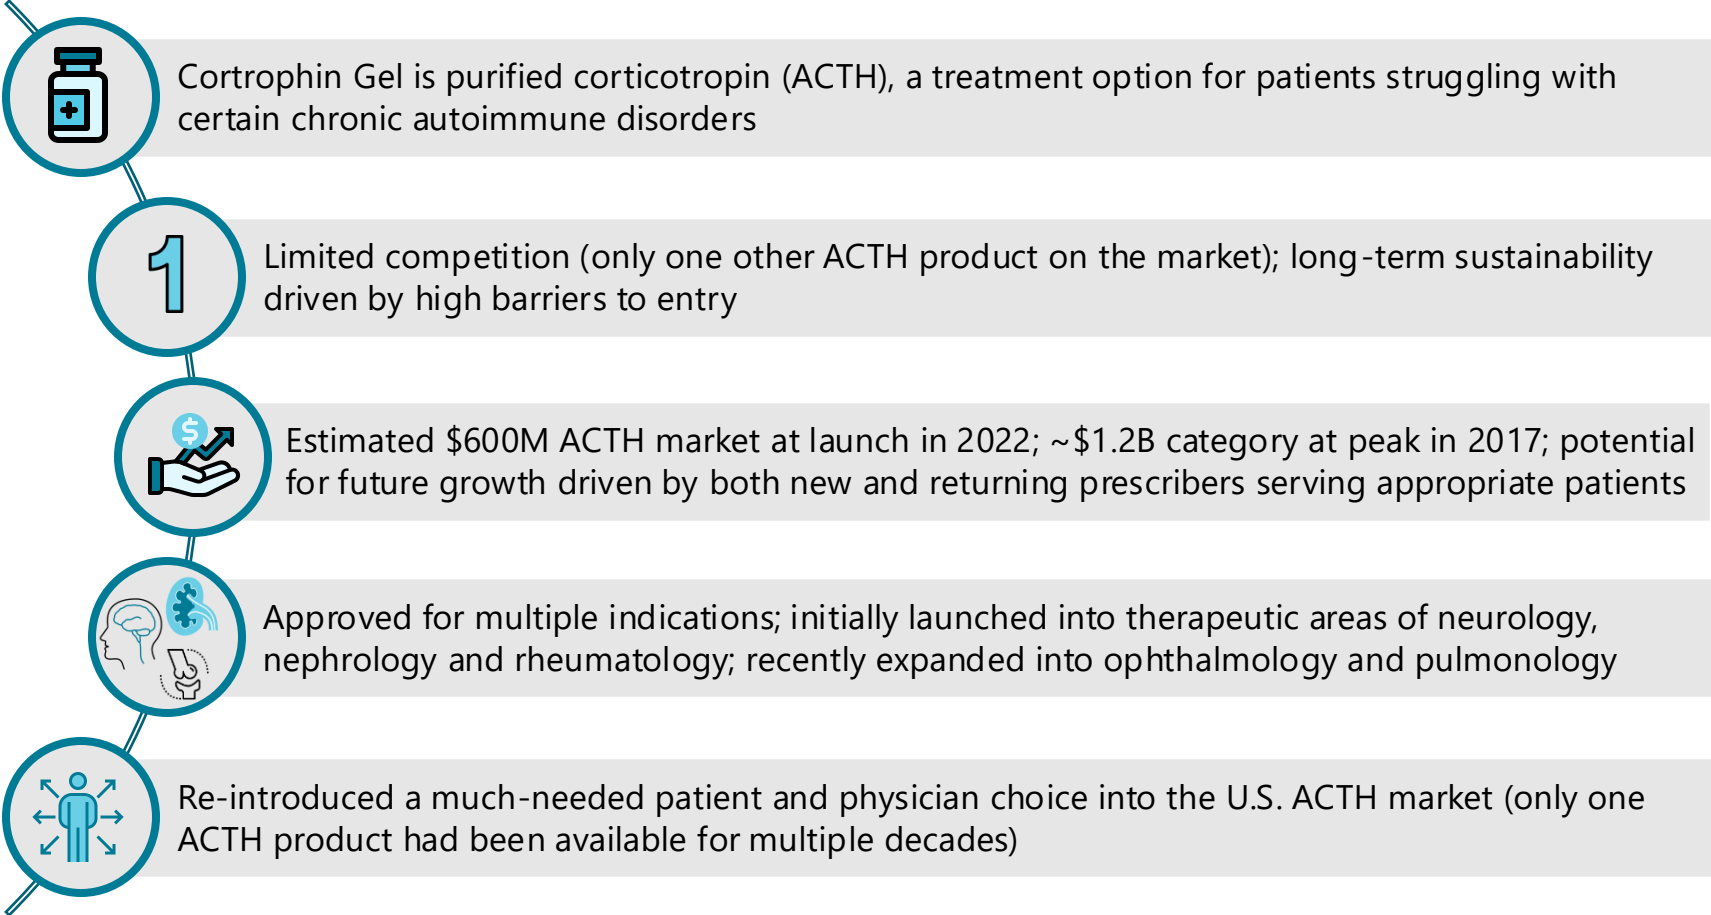 Cortrophin Gel is purified corticotropin (ACTH), a treatment option for patients struggling with
certain chronic autoimmune disorders
1
Limited competition (only one other ACTH product on the market); long-term sustainability
driven by high barriers to entry
$
Estimated $600M ACTH market at launch in 2022; ~$1.2B category at peak in 2017; potential
for future growth driven by both new and returning prescribers serving appropriate patients
Approved for multiple indications; initially launched into therapeutic areas of neurology,
nephrology and rheumatology; recently expanded into ophthalmology and pulmonology
Re-introduced a much-needed patient and physician choice into the U.S. ACTH market (only one
ACTH product had been available for multiple decades)